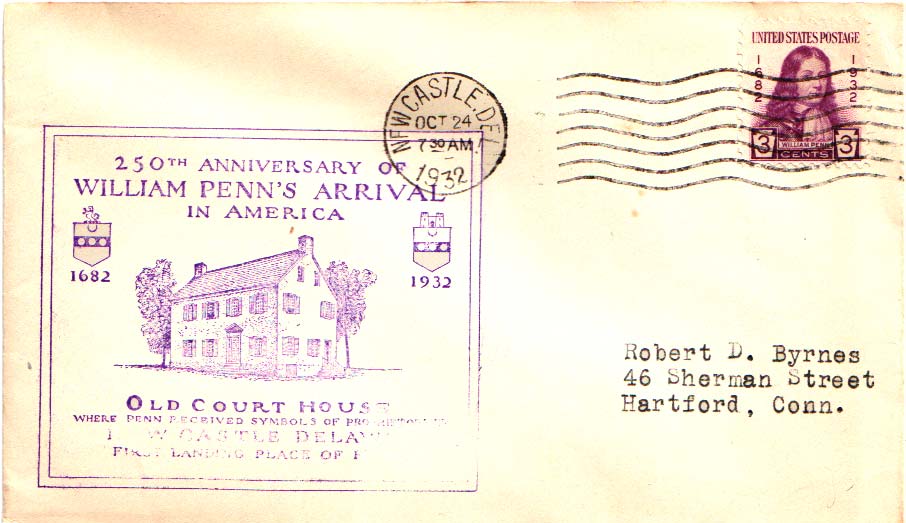 UNITED STATES POSTAGE
1682
1932
WILLIAM PENN
3 CENTS 3
NEW CASTLE, DEL
OCT 24
7 30 AM
1932
250TH ANNIVERSARY OF
WILLIAM PENN'S ARRIVAL
IN AMERICA
1682
1932
OLD COURT HOUSE
WHERE PENN RECEIVED SYMBOLS OF
CASTLE
FIRST LANDING PLACE OF
Robert D. Byrnes
46 Sherman Street
Hartford, Conn.